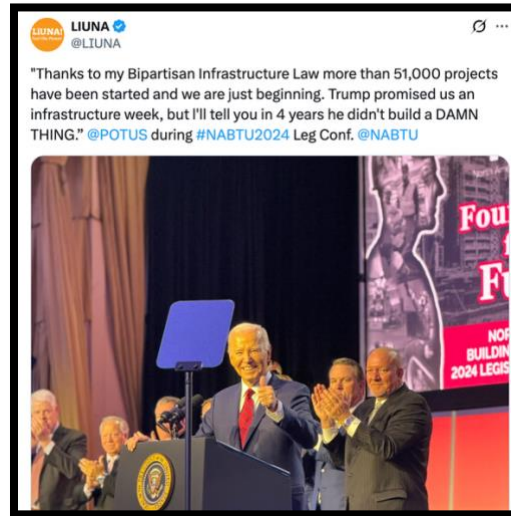 LIUNA!
LIUNA
@LIUNA
"Thanks to my Bipartisan Infrastructure Law more than 51,000 projects
have been started and we are just beginning. Trump promised us an
infrastructure week, but I'll tell you in 4 years he didn't build a DAMN
THING." @POTUS during #NABTU2024 Leg Conf. @NABTU
Fou
F
NOR
BUILDIN
2024 LEGIS